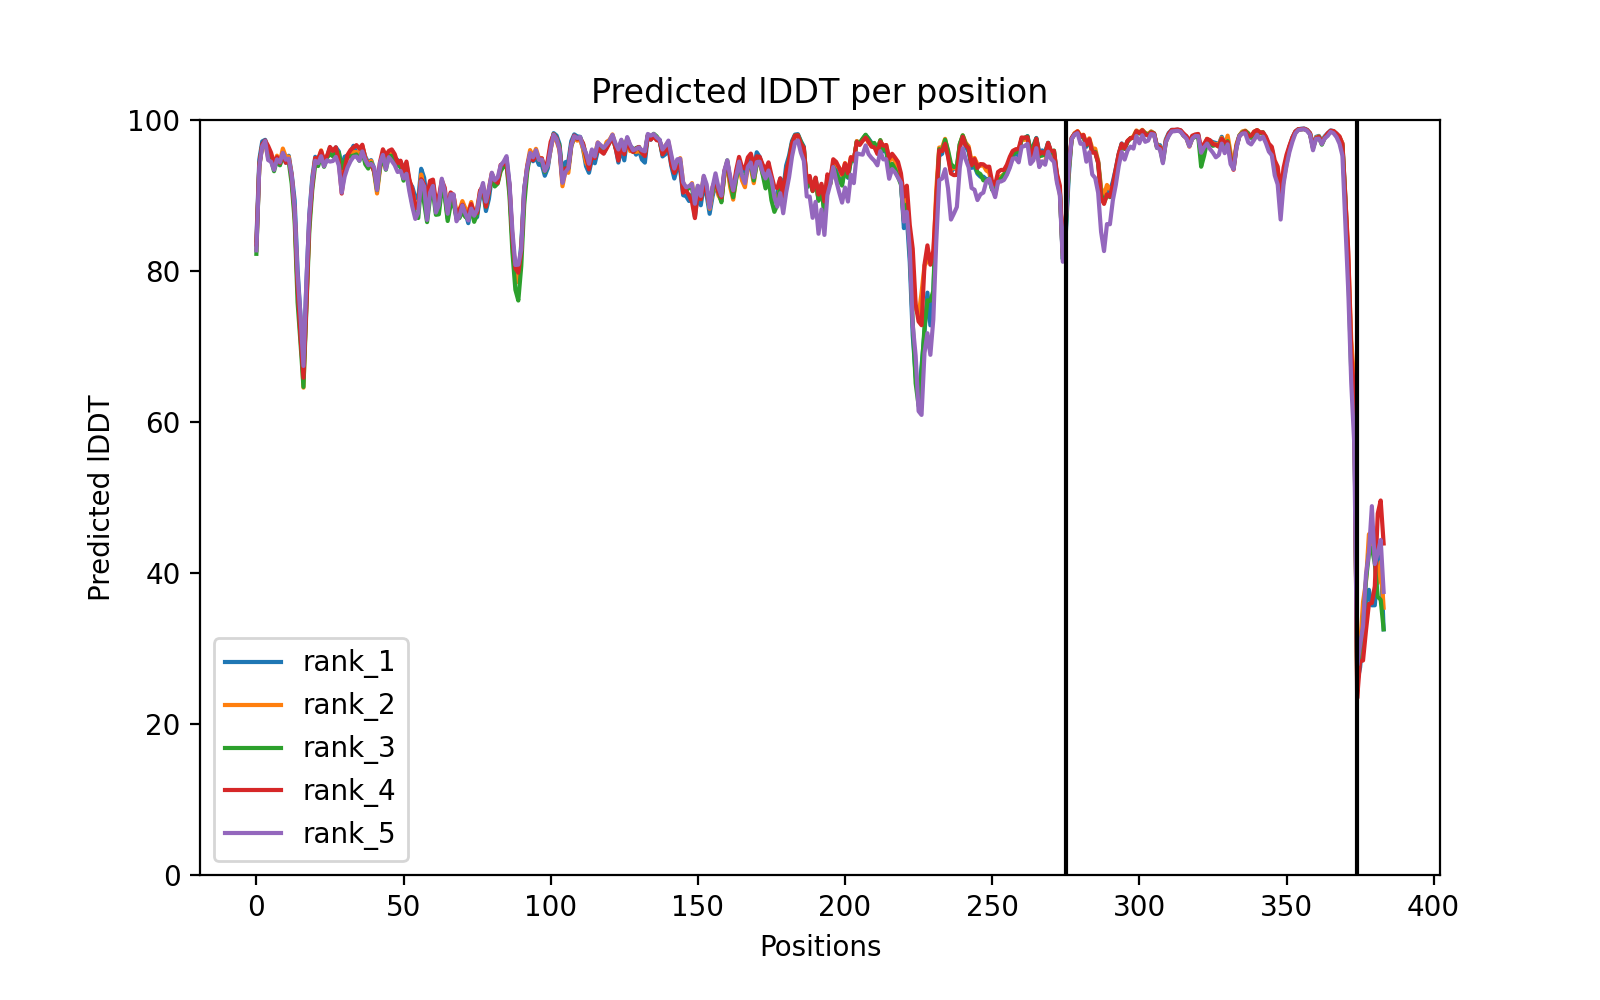 Predicted lDDT per position
100
80
60
40
20
0
Predicted lDDT
rank_1
rank_2
rank_3
rank_4
rank_5
0 50 100 150 200 250 300 350 400
Positions